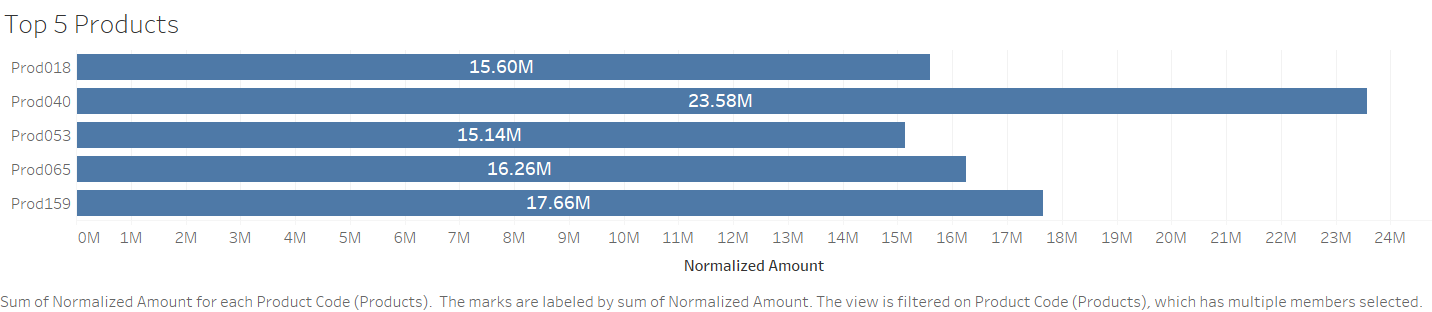 Top 5 Products
Prod018 15.60M
Prod040 23.58M
Prod053 15.14M
Prod065 16.26M
Prod159 17.66M
0M 1M 2M 3M 4M 5M 6M 7M 8M 9M 10M 11M 12M 13M 14M 15M 16M 17M 18M 19M 20M 21M 22M 23M 24M
Normalized Amount
Sum of Normalized Amount for each Product Code (Products).  The marks are labeled by sum of Normalized Amount. The view is filtered on Product Code (Products), which has multiple members selected.